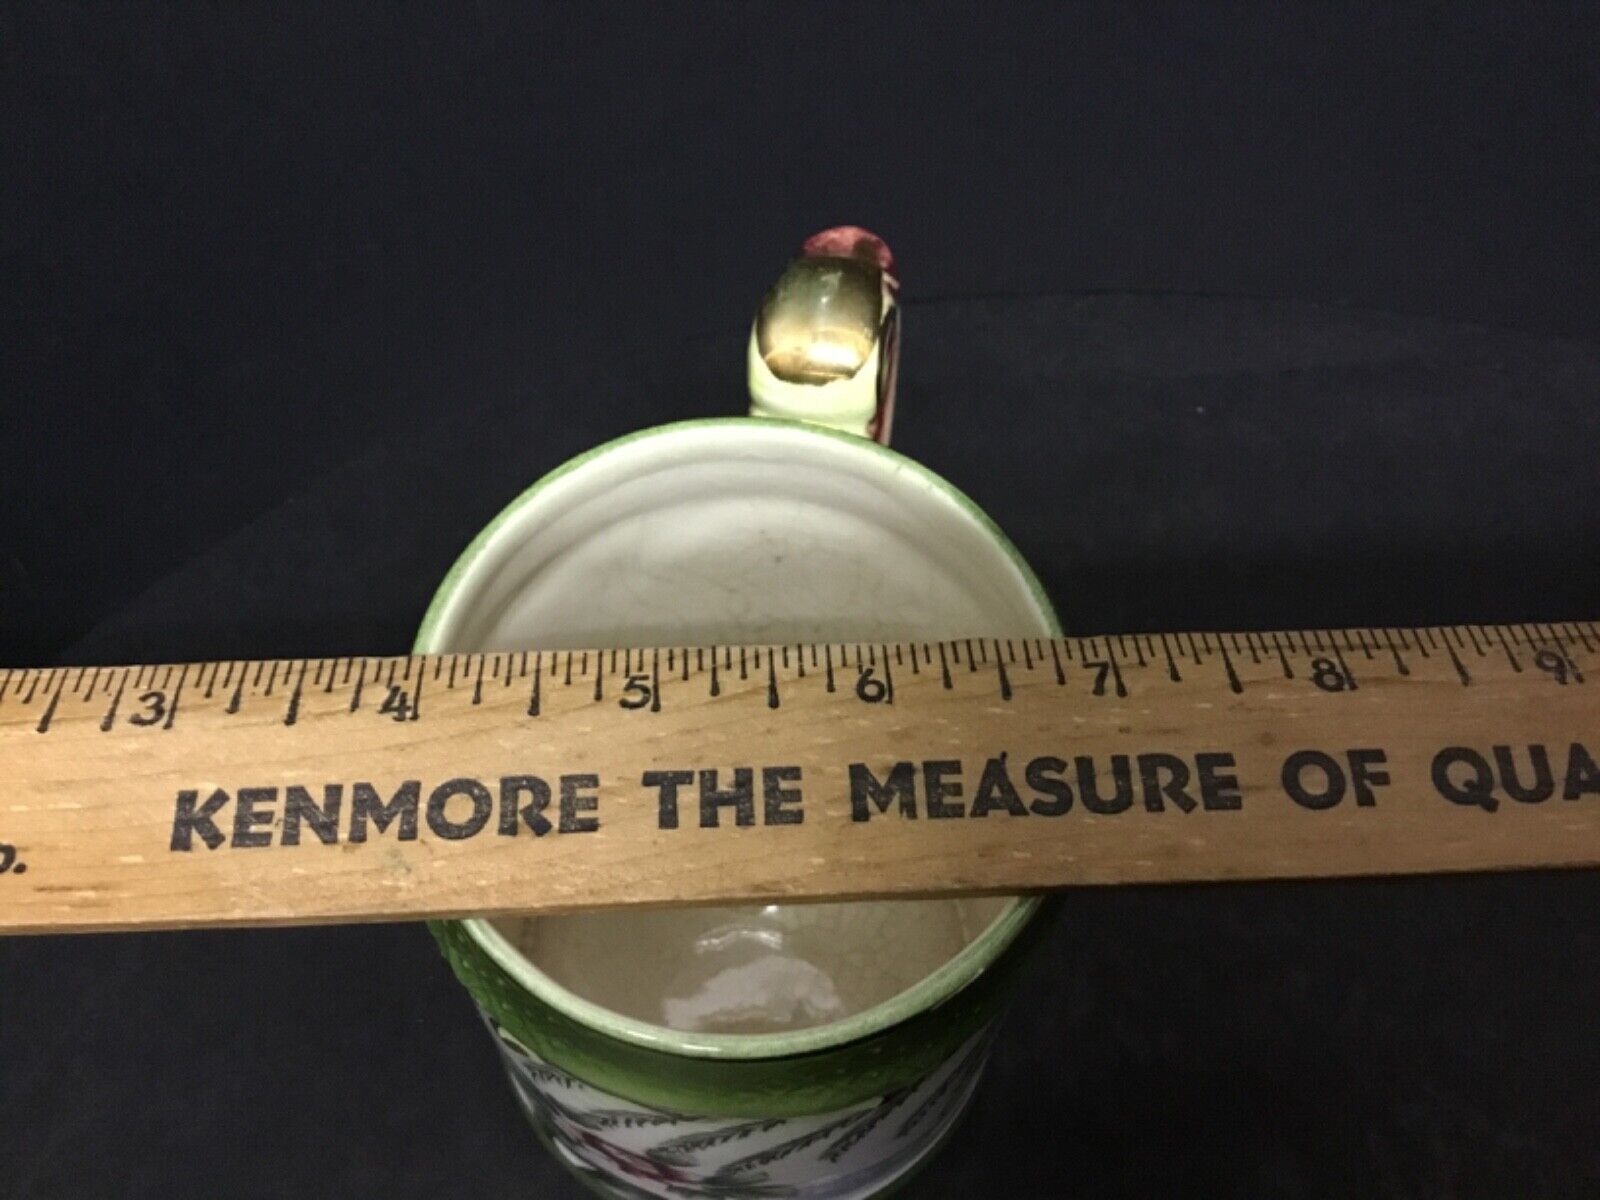 3 4 5 6 7 8 9
KENMORE THE MEASURE OF QUA